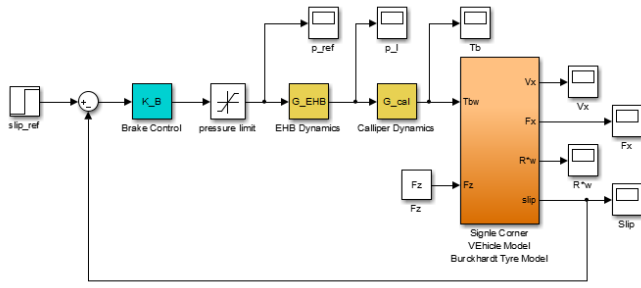 p_ref
p_l
Tb
slip_ref
+
-
K_B
Brake Control
pressure limit
G_EHB
EHB Dynamics
G_cal
Calliper Dynamics
Tbw
Fz
Vx
Fx
R*w
slip
Vx
Fx
R*w
Slip
Fz
Fz
Signle Corner
VEhicle Model
Burckhardt Tyre Model